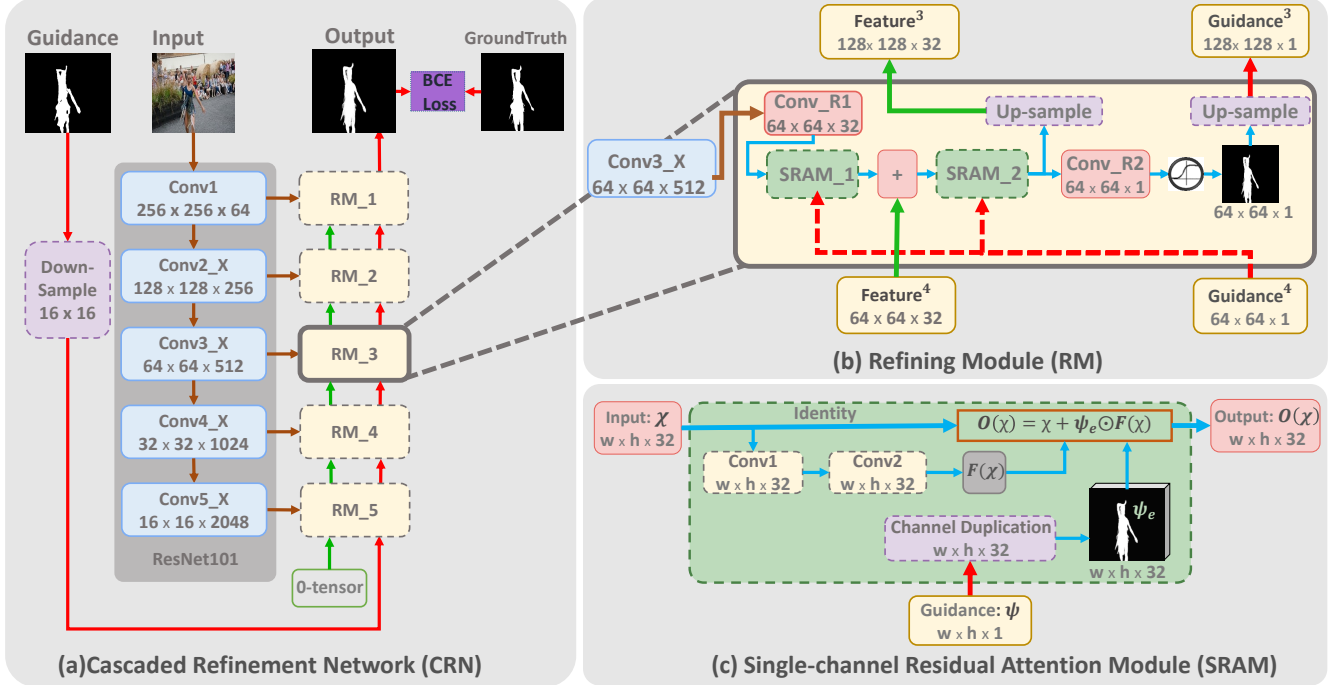 Guidance
Input
Output
GroundTruth
BCE
Loss
Conv1
256 x 256 x 64
RM_1
Conv2_X
128 x 128 x 256
RM_2
Down-
Sample
16 x 16
Conv3_X
64 x 64 x 512
RM_3
Conv4_X
32 x 32 x 1024
RM_4
Conv5_X
16 x 16 x 2048
RM_5
ResNet101
0-tensor
(a)Cascaded Refinement Network (CRN)
Feature³
128x 128 x 32
Guidance³
128x 128 x 1
Conv_R1
64 x 64 x 32
Up-sample
Up-sample
Conv3_X
64 x 64 x 512
SRAM_1
+
SRAM_2
Conv_R2
64 x 64 x 1
64 x 64 x 1
Feature⁴
64 x 64 x 32
Guidance⁴
64 x 64 x 1
(b) Refining Module (RM)
Input: χ
w x h x 32
Identity
O(χ) = χ + ψₑ⊙F(χ)
Output: O(χ)
w x h x 32
Conv1
w x h x 32
Conv2
w x h x 32
F(χ)
Channel Duplication
w x h x 32
ψₑ
w x h x 32
Guidance: ψ
w x h x 1
(c) Single-channel Residual Attention Module (SRAM)